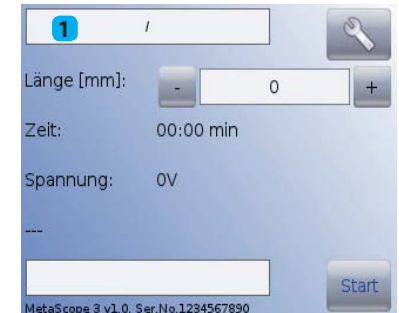 1 /
Länge [mm]: - 0 +
Zeit: 00:00 min
Spannung: 0V
---
Start
MetaScope 3 v1.0, Ser.No.1234567890